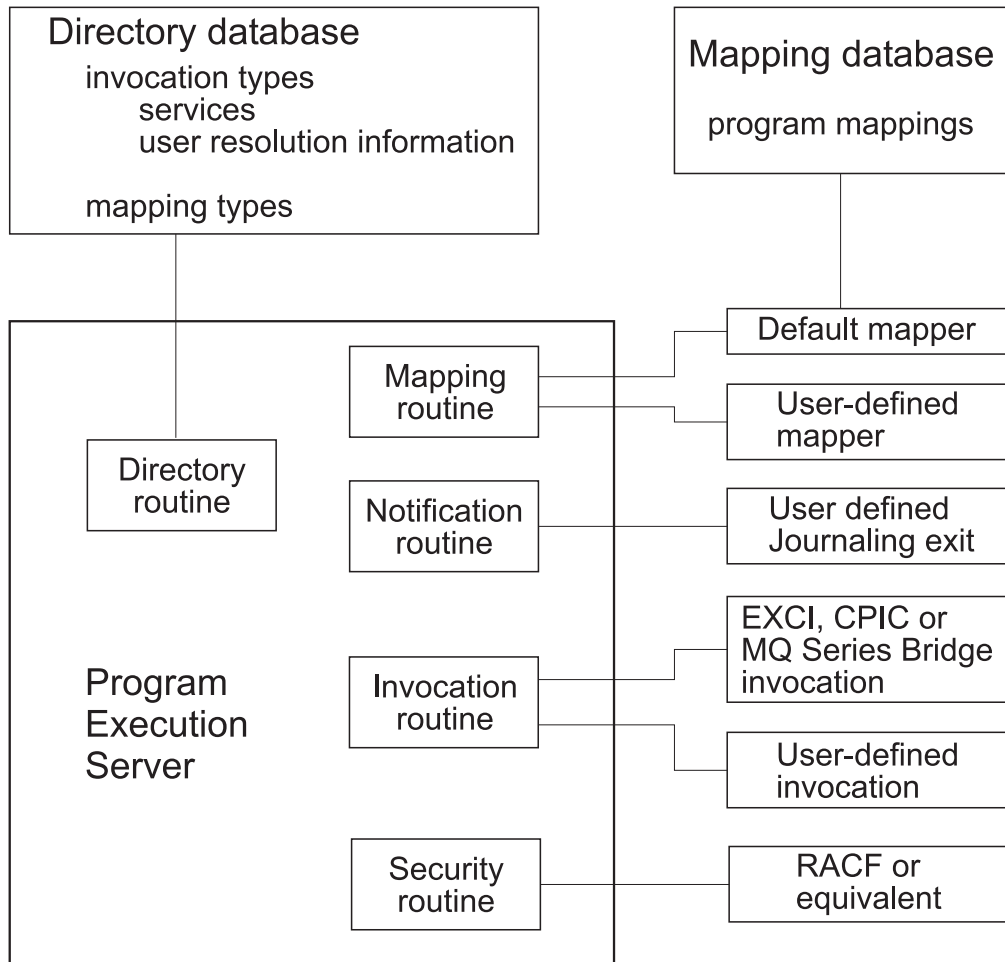 Directory database
invocation types
services
user resolution information
mapping types
Mapping database
program mappings
Default mapper
Mapping
routine
User-defined
mapper
Directory
routine
Notification
routine
User defined
Journaling exit
EXCI, CPIC or
MQ Series Bridge
invocation
Program
Execution
Server
Invocation
routine
User-defined
invocation
Security
routine
RACF or
equivalent